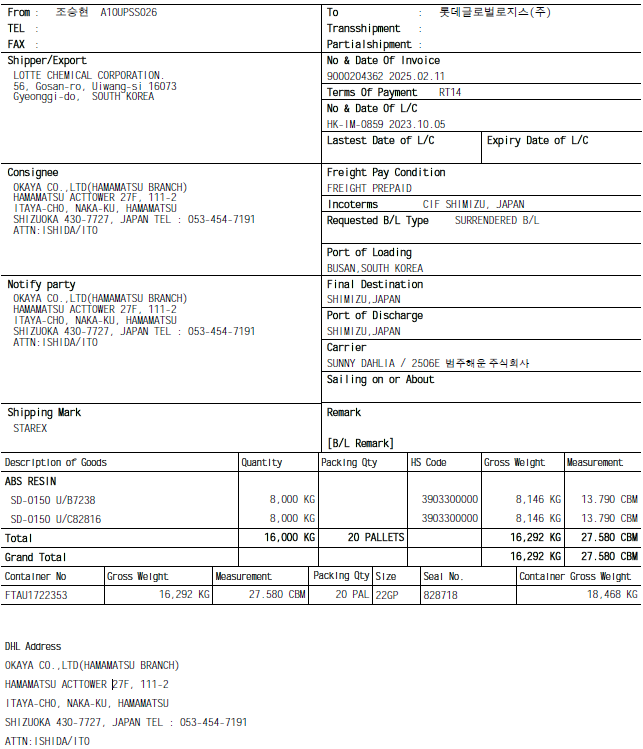 From : 조승현 A10UPSS026
To : 롯데글로벌로지스(주)
TEL :
Transshipment :
FAX :
Partialshipment :
Shipper/Export
LOTTE CHEMICAL CORPORATION.
56, Gosan-ro, Uiwang-si 16073
Gyeonggi-do, SOUTH KOREA
No & Date Of Invoice
9000204362 2025.02.11
Terms Of Payment RT14
No & Date Of L/C
HK-IM-0859 2023.10.05
Lastest Date of L/C
Expiry Date of L/C
Consignee
OKAYA CO.,LTD(HAMAMATSU BRANCH)
HAMAMATSU ACTTOWER 27F, 111-2
ITAYA-CHO, NAKA-KU, HAMAMATSU
SHIZUOKA 430-7727, JAPAN TEL : 053-454-7191
ATTN:ISHIDA/ITO
Freight Pay Condition
FREIGHT PREPAID
Incoterms CIF SHIMIZU, JAPAN
Requested B/L Type SURRENDERED B/L
Port of Loading
BUSAN,SOUTH KOREA
Notify party
OKAYA CO.,LTD(HAMAMATSU BRANCH)
HAMAMATSU ACTTOWER 27F, 111-2
ITAYA-CHO, NAKA-KU, HAMAMATSU
SHIZUOKA 430-7727, JAPAN TEL : 053-454-7191
ATTN:ISHIDA/ITO
Final Destination
SHIMIZU,JAPAN
Port of Discharge
SHIMIZU,JAPAN
Carrier
SUNNY DAHLIA / 2506E 범주해운 주식회사
Sailing on or About
Shipping Mark
STAREX
Remark
[B/L Remark]
Description of Goods Quantity Packing Qty HS Code Gross Weight Measurement
ABS RESIN
SD-0150 U/B7238 8,000 KG 3903300000 8,146 KG 13.790 CBM
SD-0150 U/C82816 8,000 KG 3903300000 8,146 KG 13.790 CBM
Total 16,000 KG 20 PALLETS 16,292 KG 27.580 CBM
Grand Total 16,292 KG 27.580 CBM
Container No Gross Weight Measurement Packing Qty Size Seal No. Container Gross Weight
FTAU1722353 16,292 KG 27.580 CBM 20 PAL 22GP 828718 18,468 KG
DHL Address
OKAYA CO.,LTD(HAMAMATSU BRANCH)
HAMAMATSU ACTTOWER 27F, 111-2
ITAYA-CHO, NAKA-KU, HAMAMATSU
SHIZUOKA 430-7727, JAPAN TEL : 053-454-7191
ATTN:ISHIDA/ITO